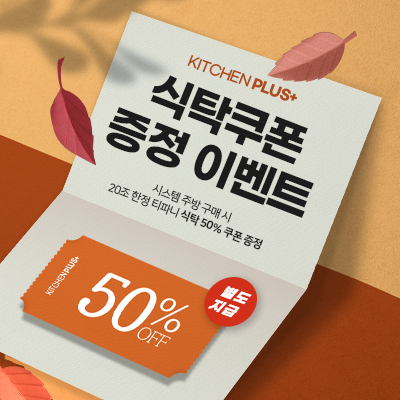 KITCHEN PLUS+
식탁쿠폰
증정 이벤트
시스템 주방 구매 시
20조 한정 티파니 식탁 50% 쿠폰 증정
KITCHEN PLUS+
50%
OFF
별도
지급